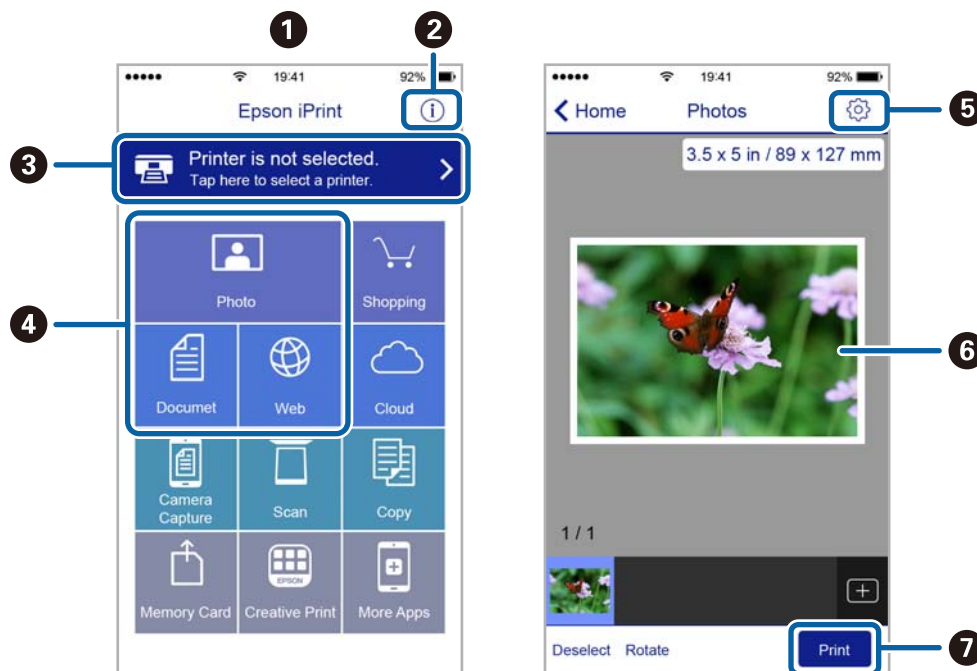 1
2
19:41
92%
Epson iPrint
i
3
Printer is not selected.
Tap here to select a printer.
4
Photo
Shopping
Documet
Web
Cloud
Camera
Capture
Scan
Copy
EPSON
Memory Card
Creative Print
More Apps
19:41
92%
Home
Photos
5
3.5 x 5 in / 89 x 127 mm
6
1 / 1
Deselect
Rotate
Print
7